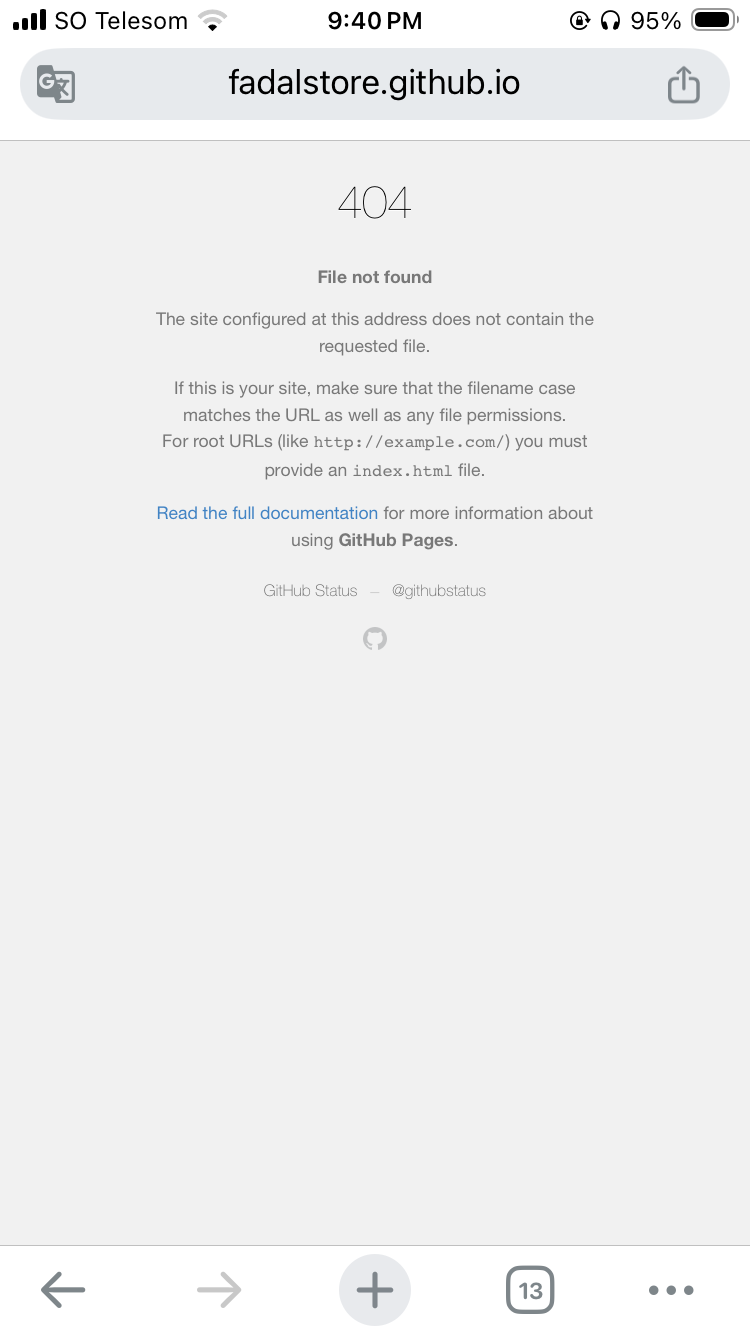 SO Telesom 9:40 PM 95%
fadalstore.github.io
404
File not found
The site configured at this address does not contain the
requested file.
If this is your site, make sure that the filename case
matches the URL as well as any file permissions.
For root URLs (like http://example.com/) you must
provide an index.html file.
Read the full documentation for more information about
using GitHub Pages.
GitHub Status — @githubstatus
13